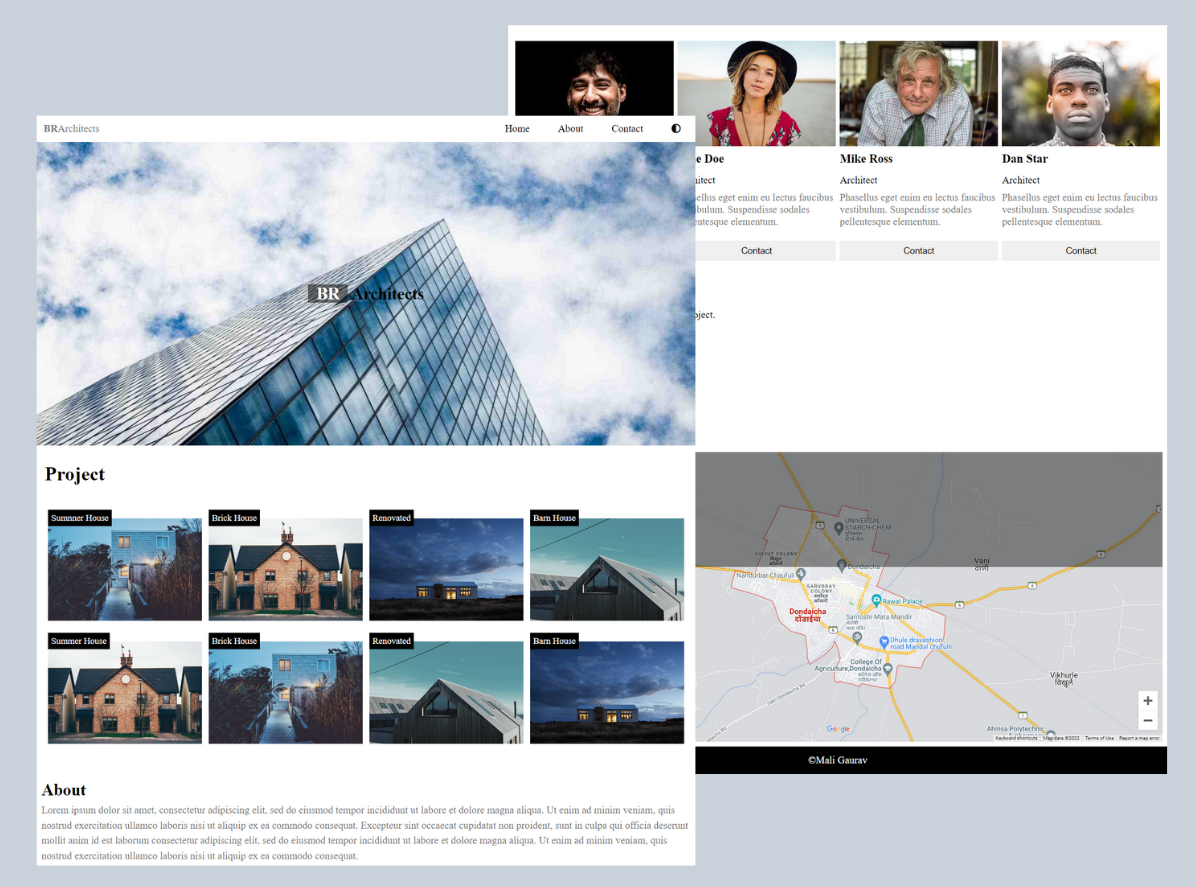 BRArchitects
Home About Contact
BR Architects
Project
Sumnner House
Brick House
Renovated
Barn House
Summer House
Brick House
Renovated
Barn House
About
Lorem ipsum dolor sit amet, consectetur adipiscing elit, sed do eiusmod tempor incididunt ut labore et dolore magna aliqua. Ut enim ad minim veniam, quis
nostrud exercitation ullamco laboris nisi ut aliquip ex ea commodo consequat. Excepteur sint occaecat cupidatat non proident, sunt in culpa qui officia deserunt
mollit anim id est laborum consectetur adipiscing elit, sed do eiusmod tempor incididunt ut labore et dolore magna aliqua. Ut enim ad minim veniam, quis
nostrud exercitation ullamco laboris nisi ut aliquip ex ea commodo consequat.
Doe
eget enim eu lectus faucibus
Suspendisse sodales
elementum.
Contact
Mike Ross
Architect
Phasellus eget enim eu lectus faucibus
vestibulum. Suspendisse sodales
pellentesque elementum.
Contact
Dan Star
Architect
Phasellus eget enim eu lectus faucibus
vestibulum. Suspendisse sodales
pellentesque elementum.
Contact
UNIVERSAL
STARCH-CHEM
VIDYUT COLONY
Dondaicha
Vani
Nandurbar Chaufuli
SARVODAY
COLONY
Rawal Palace
Dondaicha
दोंडाईचा
Santoshi Mata Mandir
Dhule dravashion
road Mandal chofulli
College Of
Agriculture,Dondaicha
Vikhurle
विखुर्ले
Ahinsa Polytechnic
Google
Keyboard shortcuts Map data ©2022 Terms of Use Report a map error
©Mali Gaurav